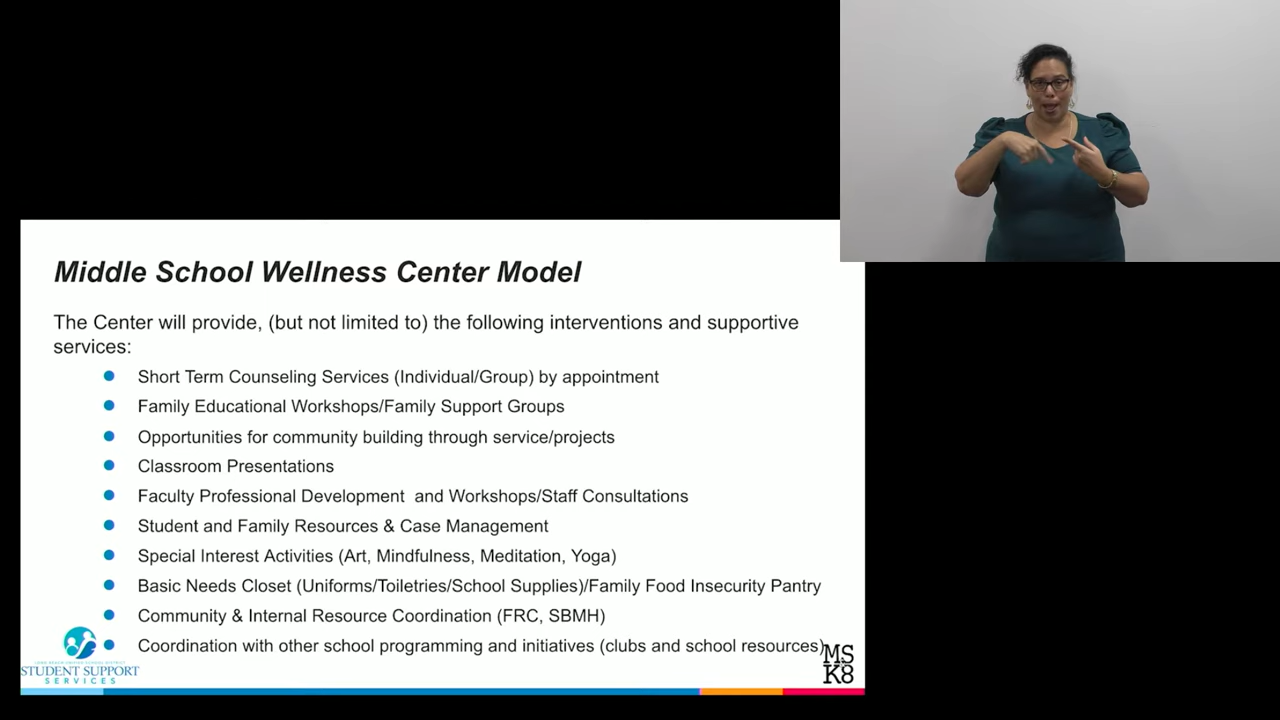 Middle School Wellness Center Model
The Center will provide, (but not limited to) the following interventions and supportive
services:
Short Term Counseling Services (Individual/Group) by appointment
Family Educational Workshops/Family Support Groups
Opportunities for community building through service/projects
Classroom Presentations
Faculty Professional Development  and Workshops/Staff Consultations
Student and Family Resources & Case Management
Special Interest Activities (Art, Mindfulness, Meditation, Yoga)
Basic Needs Closet (Uniforms/Toiletries/School Supplies)/Family Food Insecurity Pantry
Community & Internal Resource Coordination (FRC, SBMH)
Coordination with other school programming and initiatives (clubs and school resources)
STUDENT SUPPORT
SERVICES
MS
K8